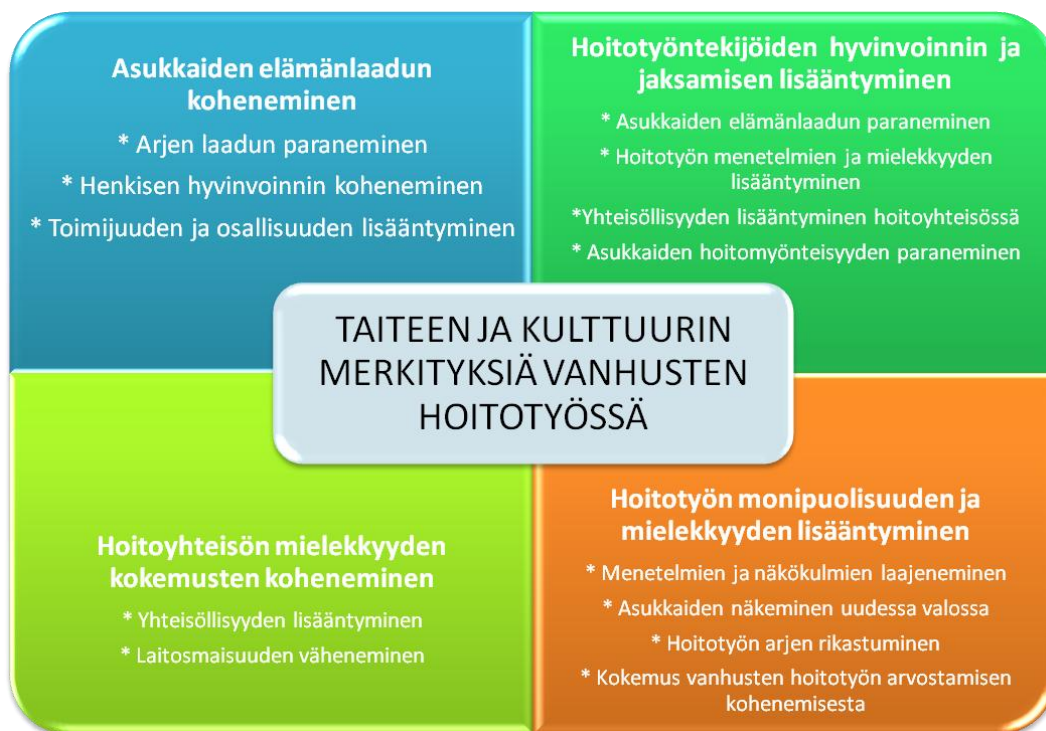 Asukkaiden elämänlaadun
koheneminen
* Arjen laadun paraneminen
* Henkisen hyvinvoinnin koheneminen
* Toimijuuden ja osallisuuden lisääntyminen
Hoitotyöntekijöiden hyvinvoinnin ja
jaksamisen lisääntyminen
* Asukkaiden elämänlaadun paraneminen
* Hoitotyön menetelmien ja mielekkyyden
lisääntyminen
*Yhteisöllisyyden lisääntyminen hoitoyhteisössä
* Asukkaiden hoitomyönteisyyden paraneminen
TAITEEN JA KULTTUURIN
MERKITYKSIÄ VANHUSTEN
HOITOTYÖSSÄ
Hoitoyhteisön mielekkyyden
kokemusten koheneminen
* Yhteisöllisyyden lisääntyminen
* Laitosmaisuuden väheneminen
Hoitotyön monipuolisuuden ja
mielekkyyden lisääntyminen
* Menetelmien ja näkökulmien laajeneminen
* Asukkaiden näkeminen uudessa valossa
* Hoitotyön arjen rikastuminen
* Kokemus vanhusten hoitotyön arvostamisen
kohenemisesta